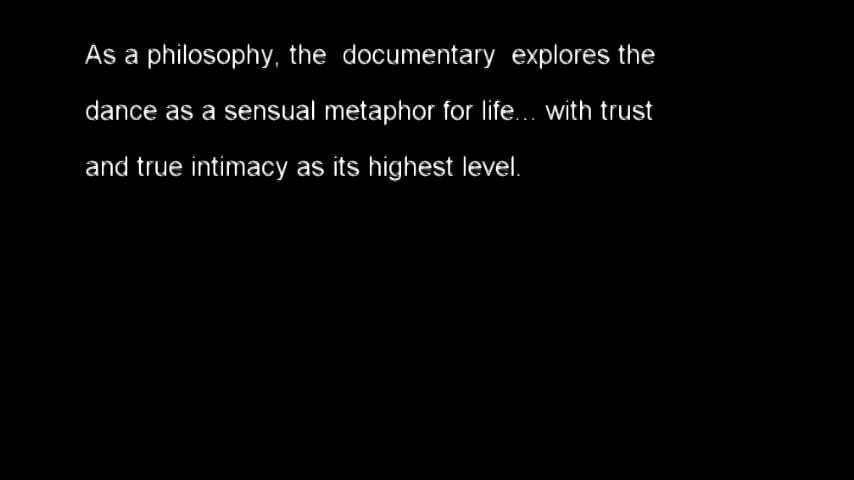 As a philosophy, the  documentary  explores the
dance as a sensual metaphor for life... with trust
and true intimacy as its highest level.